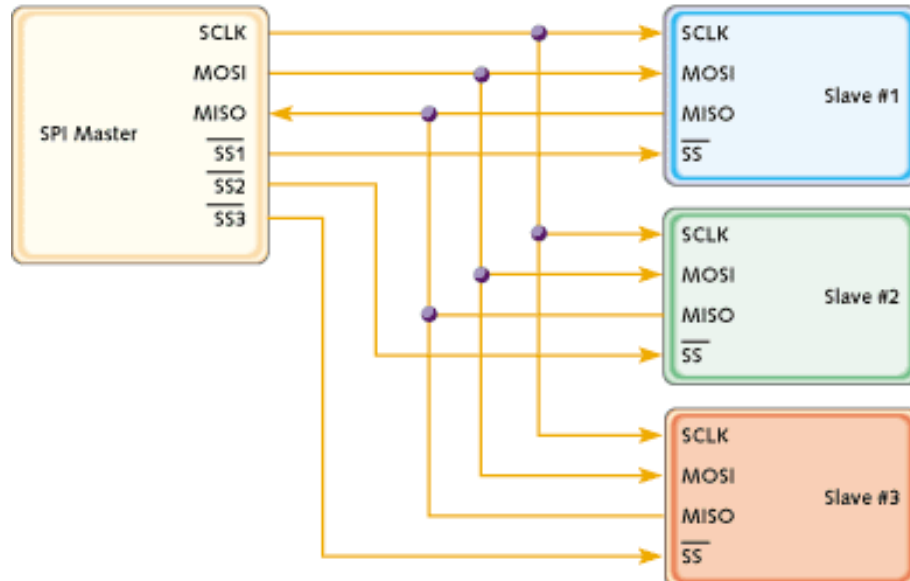 SCLK
MOSI
MISO
SPI Master
SS1
SS2
SS3
SCLK
MOSI
Slave #1
MISO
SS
SCLK
MOSI
Slave #2
MISO
SS
SCLK
MOSI
Slave #3
MISO
SS